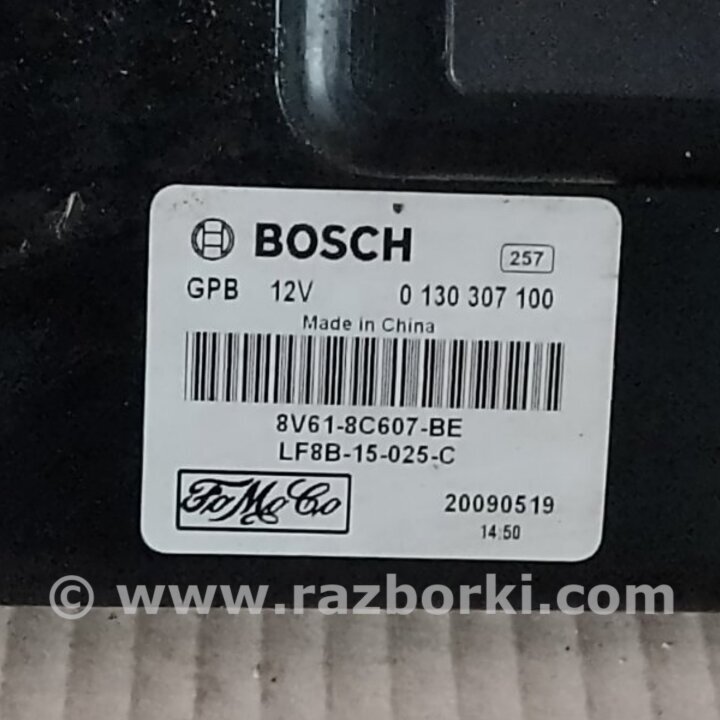 BOSCH 257
GPB 12V 0 130 307 100
Made in China
8V61-8C607-BE
LF8B-15-025-C
FoMoCo 20090519
14:50
© www.razborki.com